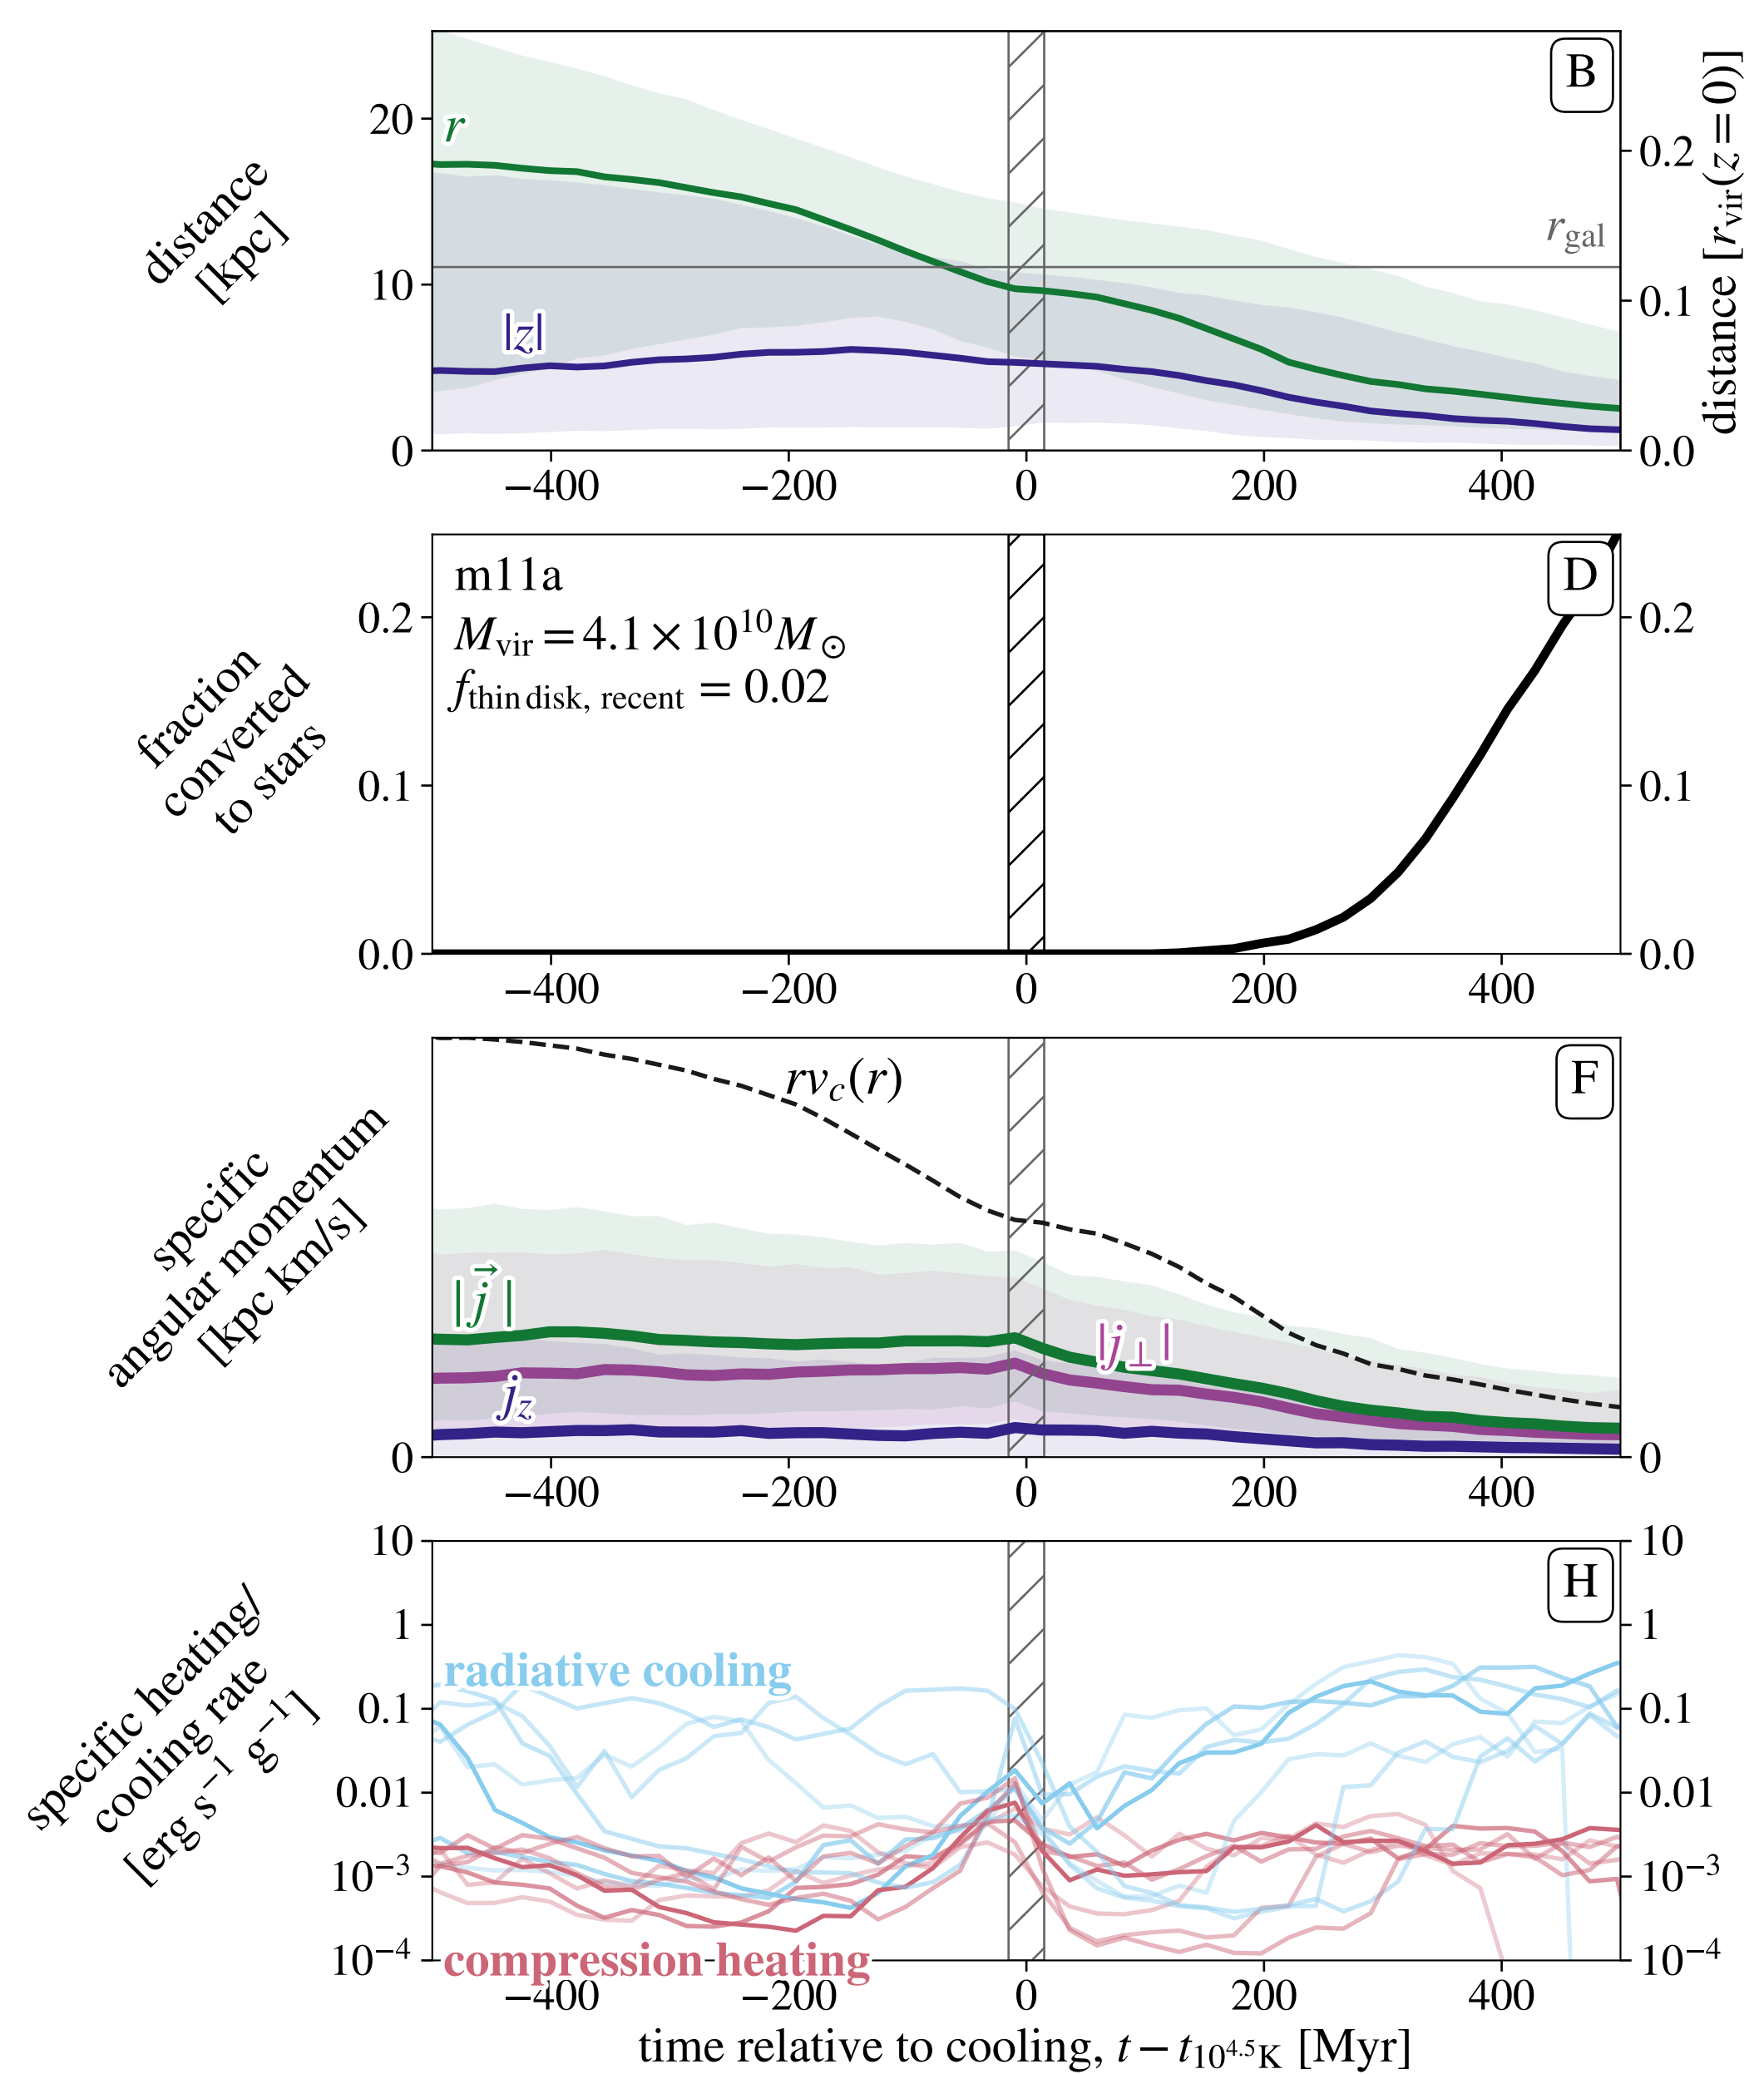 B
distance
[kpc]
20
10
0
r
|z|
r_gal
0.2
0.1
0.0
distance [r_vir(z=0)]
−400 −200 0 200 400
D
m11a
M_vir = 4.1 × 10^10 M_⊙
f_thin disk, recent = 0.02
fraction
converted
to stars
0.2
0.1
0.0
0.2
0.1
0.0
−400 −200 0 200 400
F
rv_c(r)
specific
angular momentum
[kpc km/s]
|j⃗|
|j_⊥|
j_z
0
0
−400 −200 0 200 400
H
specific heating/
cooling rate
[erg s^−1 g^−1]
10
1
0.1
0.01
10^−3
10^−4
radiative cooling
compression heating
10
1
0.1
0.01
10^−3
10^−4
−400 −200 0 200 400
time relative to cooling, t − t_10^4.5 K [Myr]